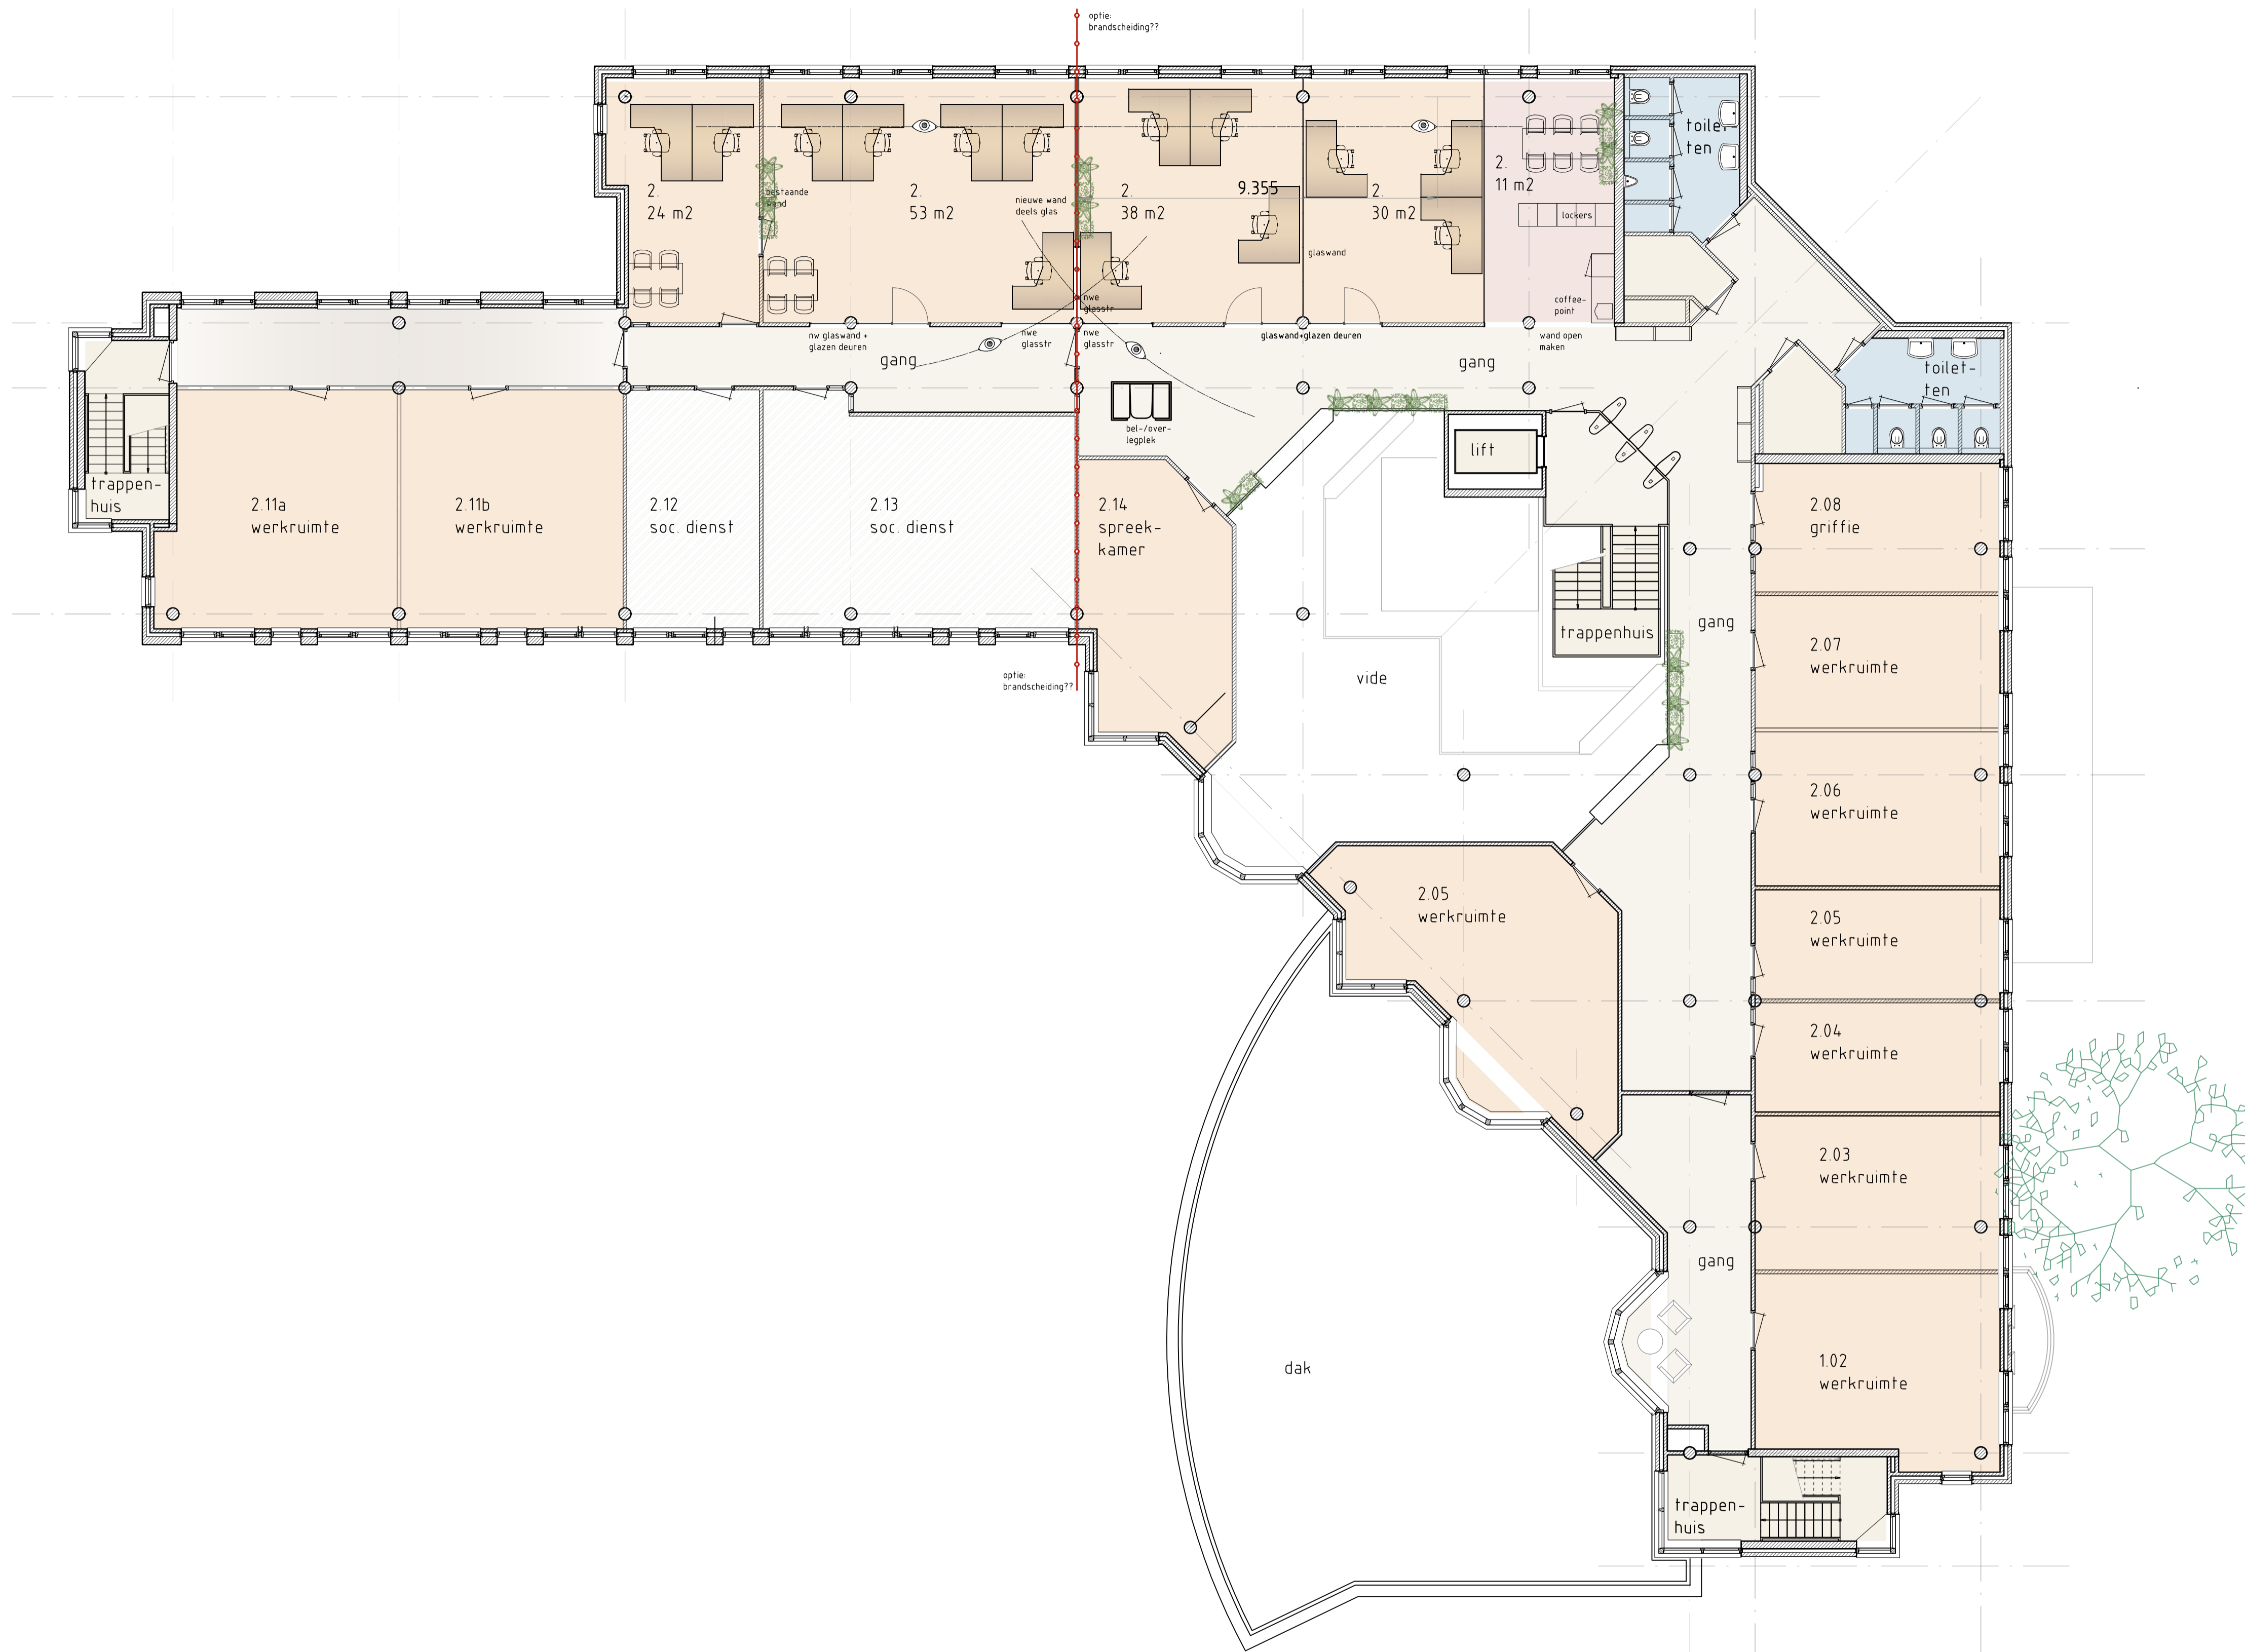 optie:
brandscheiding??
2.
24 m2
bestaande
wand
2.
53 m2
nieuwe wand
deels glas
2.
38 m2
9.355
2.
30 m2
glaswand
2.
11 m2
lockers
coffee-
point
toilet-
ten
nw glaswand +
glazen deuren
gang
nwe
glasstr
nwe
glasstr
nwe
glasstr
glaswand+glazen deuren
gang
wand open
maken
toilet-
ten
bel-/over-
legplek
lift
trappen-
huis
2.11a
werkruimte
2.11b
werkruimte
2.12
soc. dienst
2.13
soc. dienst
2.14
spreek-
kamer
2.08
griffie
trappenhuis
gang
2.07
werkruimte
vide
optie:
brandscheiding??
2.06
werkruimte
2.05
werkruimte
2.05
werkruimte
2.04
werkruimte
2.03
werkruimte
gang
dak
1.02
werkruimte
trappen-
huis